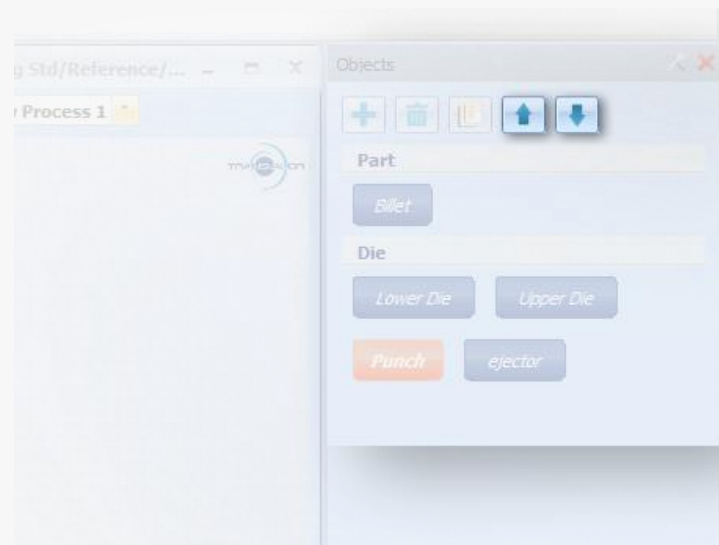 g Std/Reference/...
Objects
Process 1
Part
Billet
Die
Lower Die
Upper Die
Punch
ejector